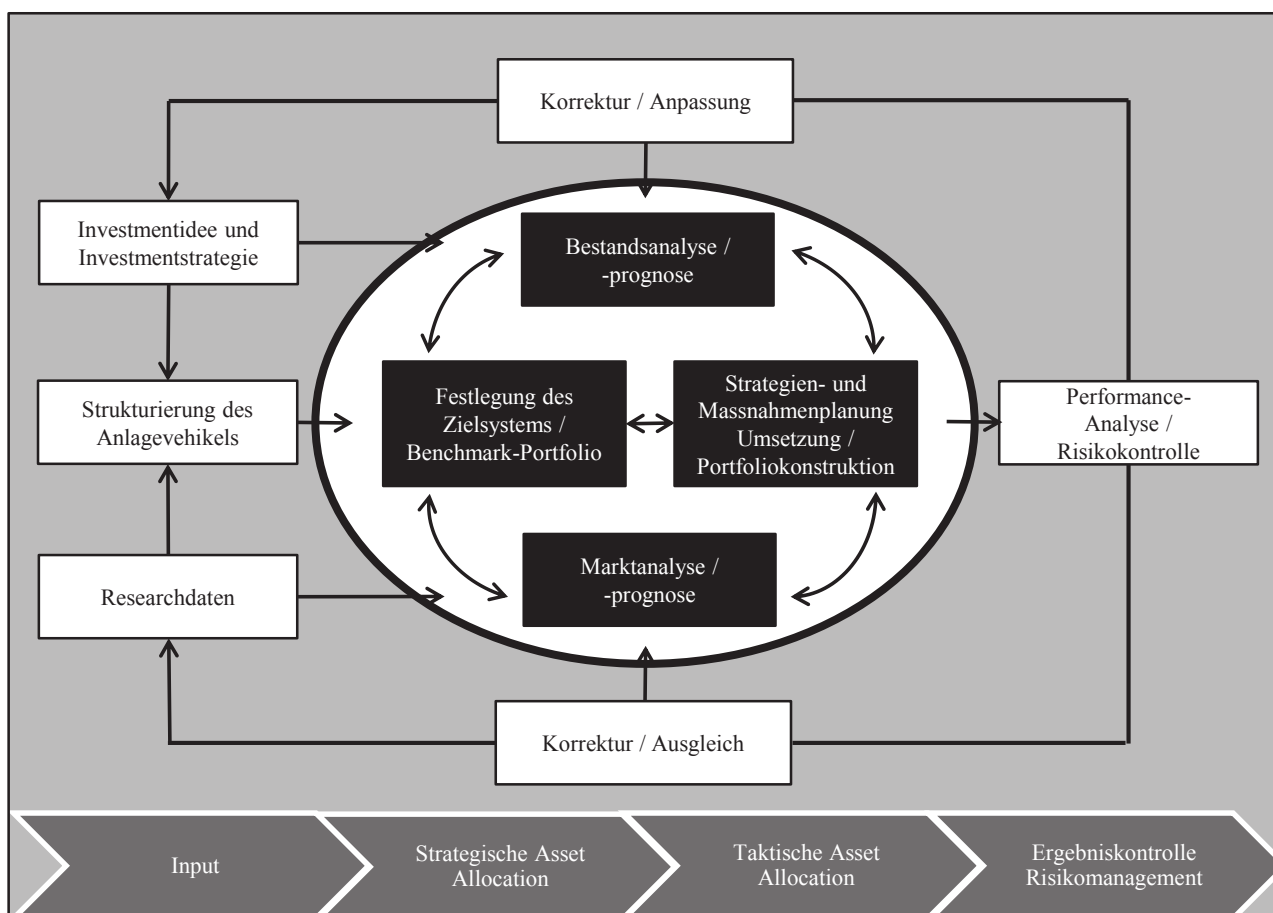 Korrektur / Anpassung
Investmentidee und
Investmentstrategie
Bestandsanalyse /
-prognose
Strukturierung des
Anlagevehikels
Festlegung des
Zielsystems /
Benchmark-Portfolio
Strategien- und
Massnahmenplanung
Umsetzung /
Portfoliokonstruktion
Performance-
Analyse /
Risikokontrolle
Researchdaten
Marktanalyse /
-prognose
Korrektur / Ausgleich
Input
Strategische Asset
Allocation
Taktische Asset
Allocation
Ergebniskontrolle
Risikomanagement